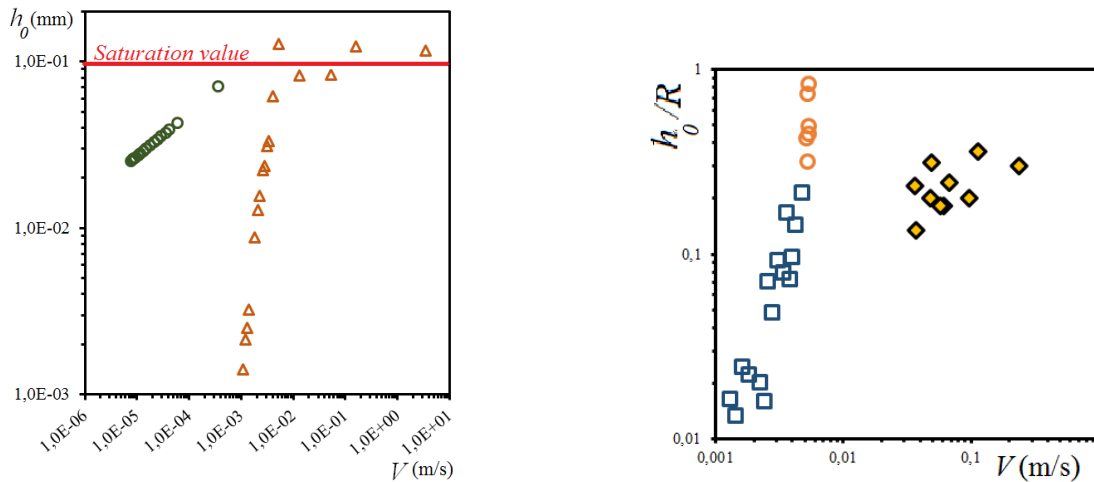 h₀ (mm)
1,0E-01
1,0E-02
1,0E-03
Saturation value
1,0E-06
1,0E-05
1,0E-04
1,0E-03
1,0E-02
1,0E-01
1,0E+00
1,0E+01
V (m/s)
h₀/R
1
0,1
0,01
0,001
0,01
0,1
V (m/s)